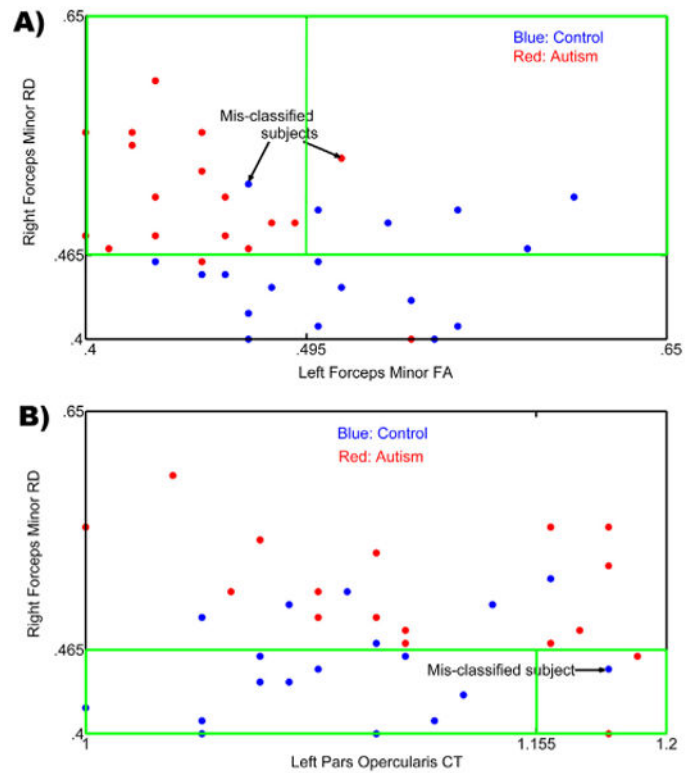 A)
.65
Blue: Control
Red: Autism
Mis-classified
subjects
Right Forceps Minor RD
.465
.4
.4
.495
.65
Left Forceps Minor FA
B)
.65
Blue: Control
Red: Autism
Right Forceps Minor RD
.465
Mis-classified subject
.4
1
1.155
1.2
Left Pars Opercularis CT